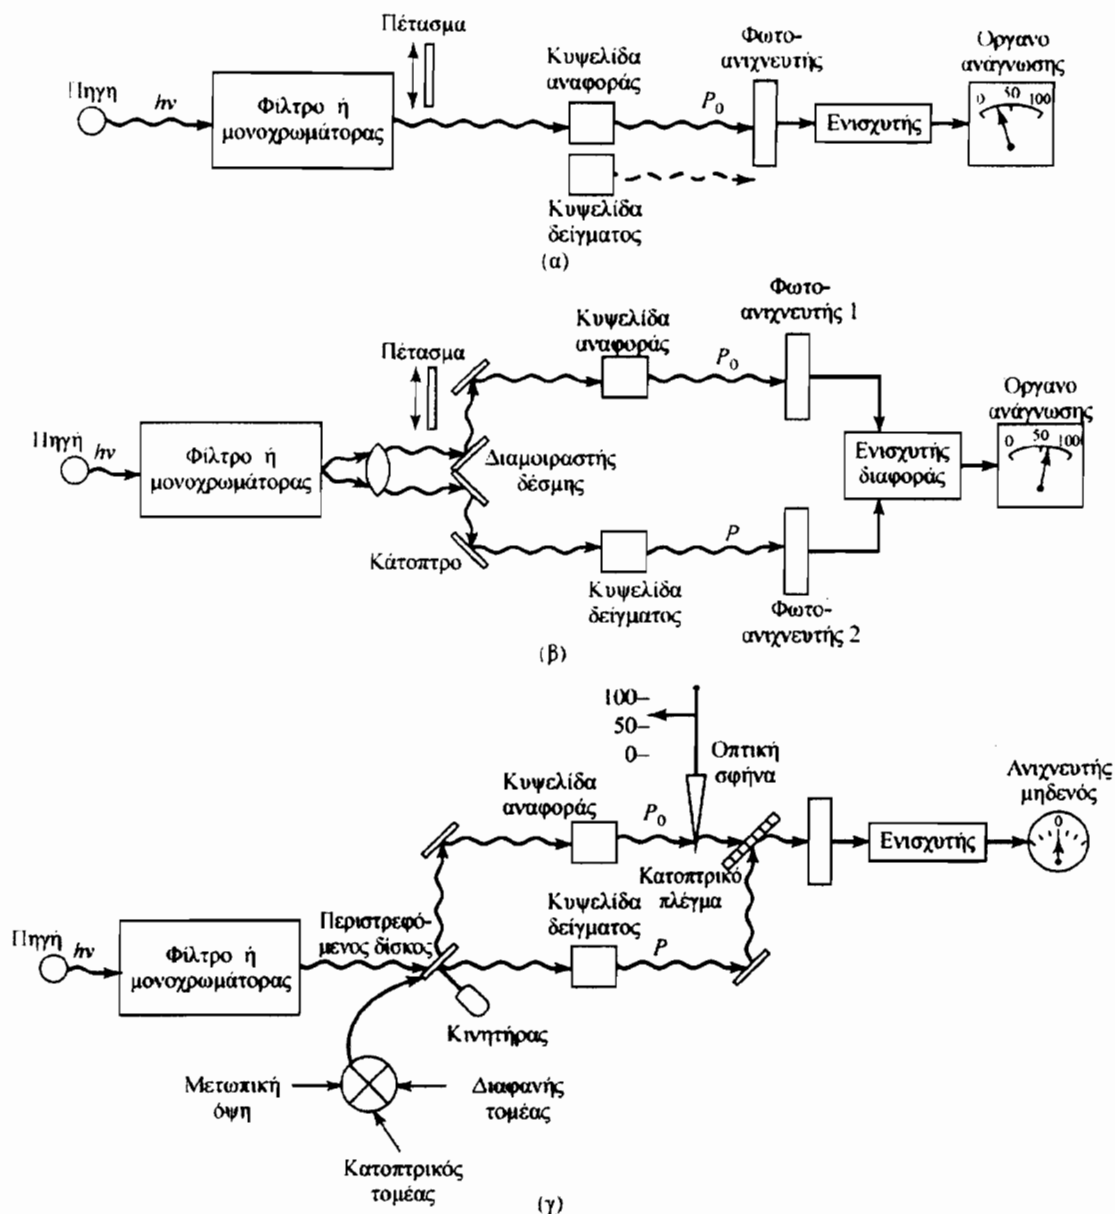 Πέτασμα
Πηγη
hν
Φίλτρο ή
μονοχρωμάτορας
Κυψελίδα
αναφοράς
P0
Φωτο-
ανιχνευτής
Ενισχυτής
Οργανο
ανάγνωσης
0 50 100
Κυψελίδα
δείγματος
(α)
Πέτασμα
Πηγή
hν
Φίλτρο ή
μονοχρωμάτορας
Διαμοιραστής
δέσμης
Κάτοπτρο
Κυψελίδα
αναφοράς
P0
Φωτο-
ανιχνευτής 1
Ενισχυτής
διαφοράς
Οργανο
ανάγνωσης
0 50 100
Κυψελίδα
δείγματος
P
Φωτο-
ανιχνευτής 2
(β)
100–
50–
0–
Οπτική
σφήνα
Κυψελίδα
αναφοράς
P0
Κατοπτρικό
πλέγμα
Ενισχυτής
Ανιχνευτής
μηδενός
0
Πηγή
hν
Φίλτρο ή
μονοχρωμάτορας
Περιστρεφό-
μενος δίσκος
Κυψελίδα
δείγματος
P
Κινητήρας
Μετωπική
όψη
Διαφανής
τομέας
Κατοπτρικός
τομέας
(γ)